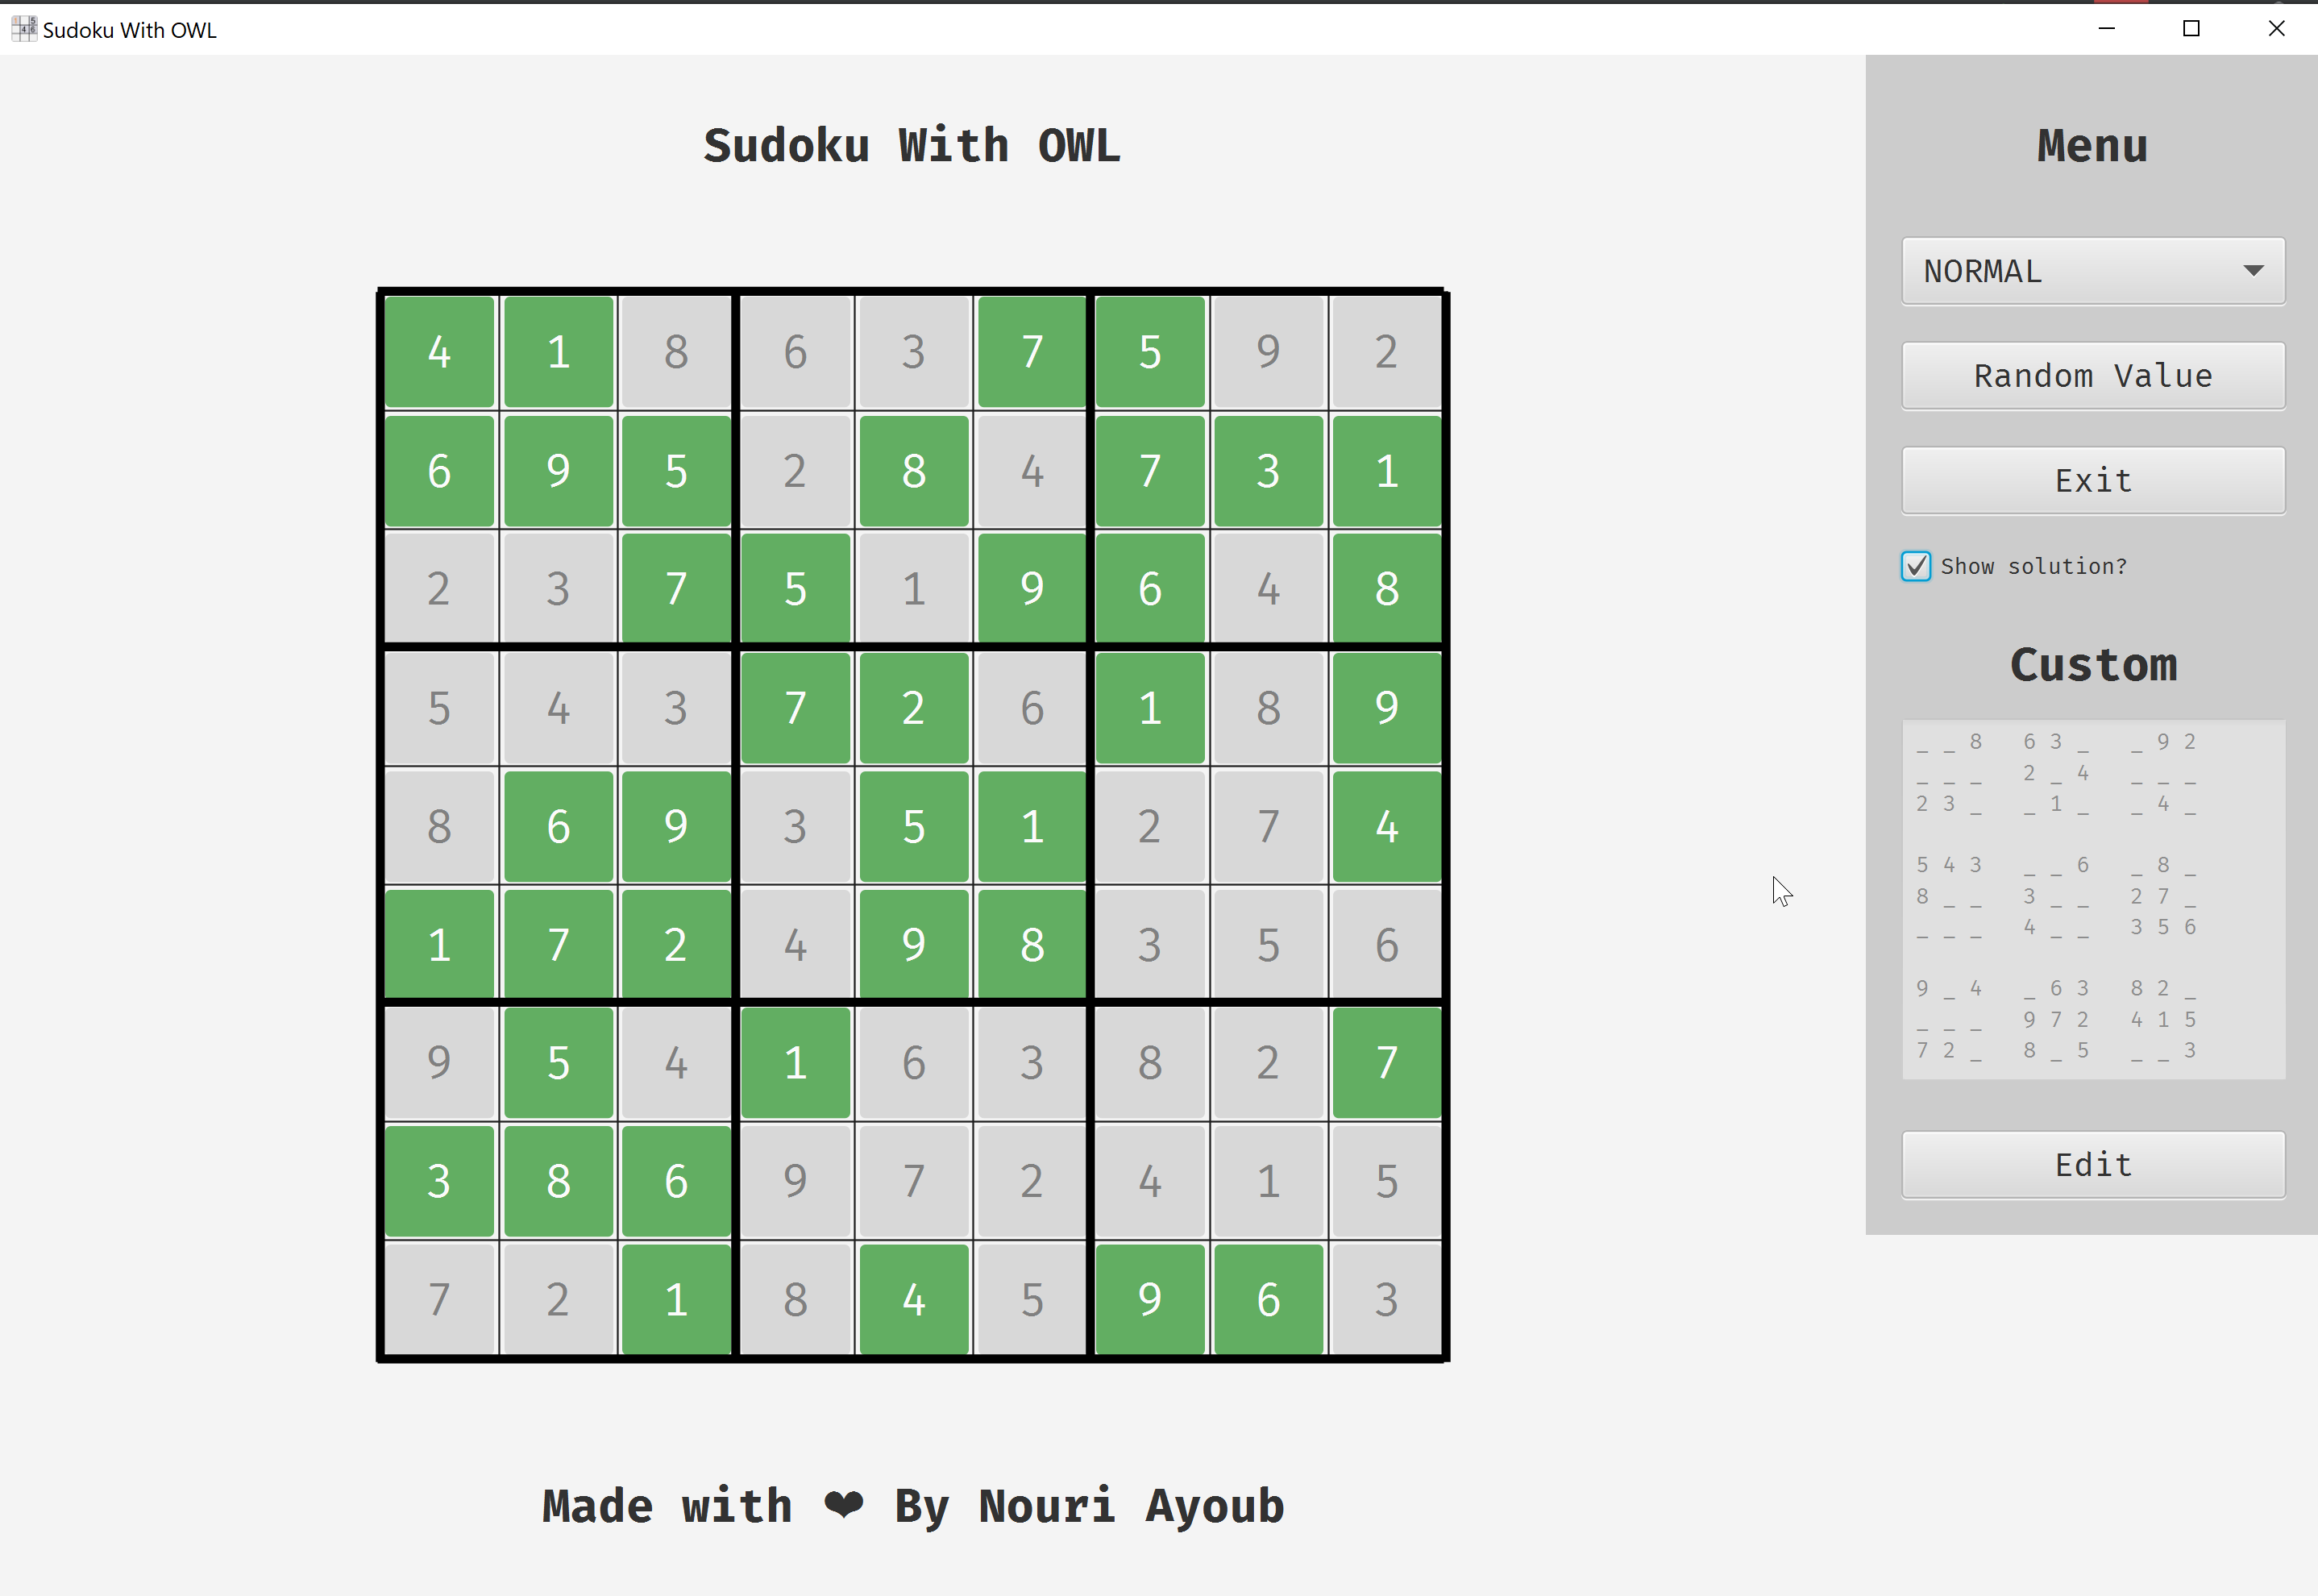 Sudoku With OWL
Sudoku With OWL
4 1 8 6 3 7 5 9 2
6 9 5 2 8 4 7 3 1
2 3 7 5 1 9 6 4 8
5 4 3 7 2 6 1 8 9
8 6 9 3 5 1 2 7 4
1 7 2 4 9 8 3 5 6
9 5 4 1 6 3 8 2 7
3 8 6 9 7 2 4 1 5
7 2 1 8 4 5 9 6 3
Made with ❤ By Nouri Ayoub
Menu
NORMAL
Random Value
Exit
Show solution?
Custom
_ _ 8 6 3 _ _ 9 2
_ _ _ 2 _ 4 _ _ _
2 3 _ _ 1 _ _ 4 _
5 4 3 _ _ 6 _ 8 _
8 _ _ 3 _ _ 2 7 _
_ _ _ 4 _ _ 3 5 6
9 _ 4 _ 6 3 8 2 _
_ _ _ 9 7 2 4 1 5
7 2 _ 8 _ 5 _ _ 3
Edit